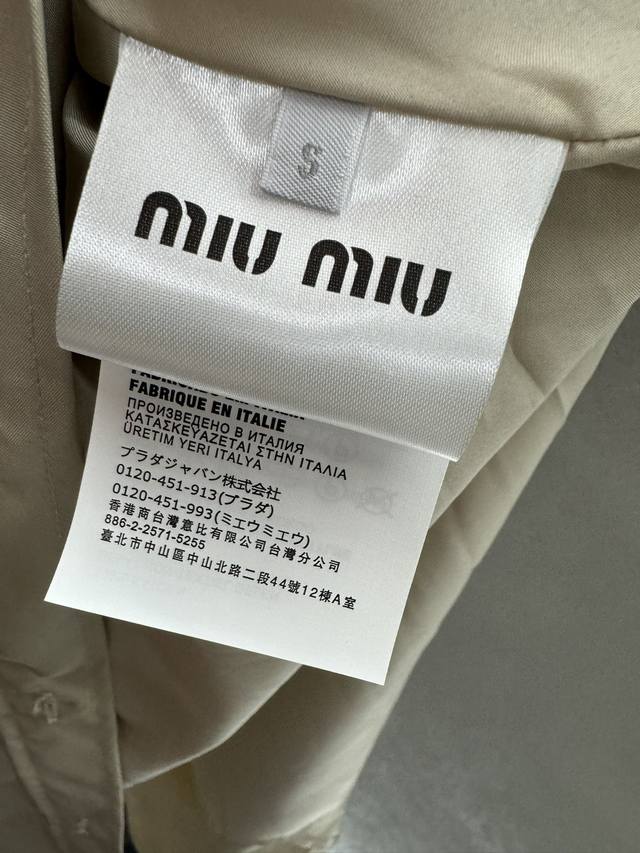 S
miu miu
FABRIQUE EN ITALIE
ПРОИЗВЕДЕНО В ИТАЛИЯ
ΚΑΤΑΣΚΕΥΑΖΕΤΑΙ ΣΤΗΝ ΙΤΑΛΙΑ
ÜRETIM YERI ITALYA
プラダジャパン株式会社
0120-451-913(プラダ)
0120-451-993(ミエウミエウ)
香港商台灣意比有限公司台灣分公司
886-2-2571-5255
臺北市中山區中山北路二段44號12棟A室